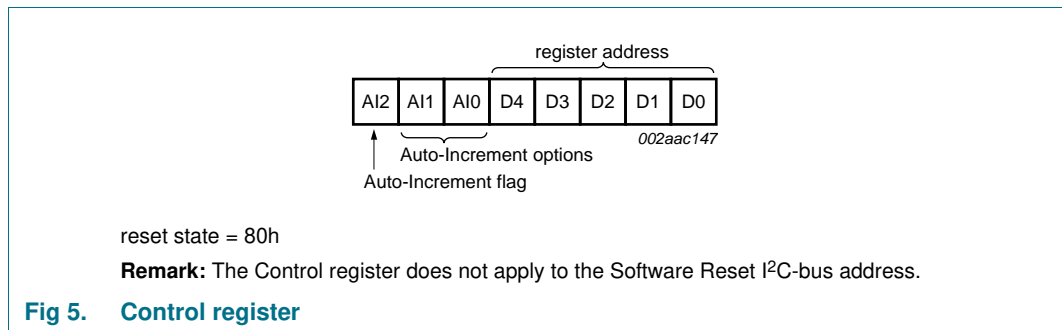 register address
AI2 AI1 AI0 D4 D3 D2 D1 D0
002aac147
Auto-Increment options
Auto-Increment flag
reset state = 80h
Remark: The Control register does not apply to the Software Reset I²C-bus address.
Fig 5. Control register